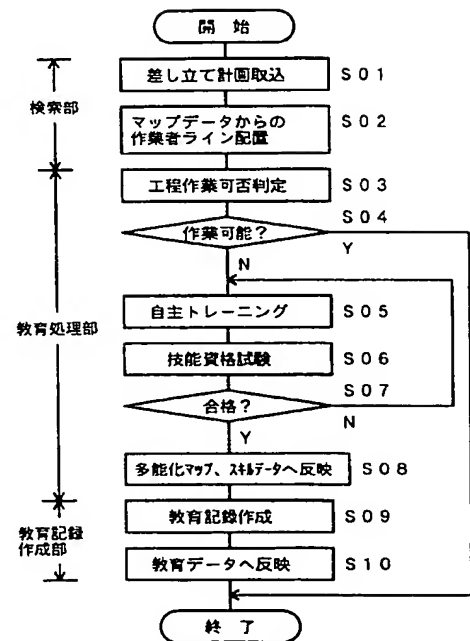 開 始
差し立て計画取込 S01
検索部
マップデータからの
作業者ライン配置 S02
工程作業可否判定 S03
S04
作業可能?
Y
N
自主トレーニング S05
教育処理部
技能資格試験 S06
S07
合格?
N
Y
多能化マップ、スキルデータへ反映 S08
教育記録作成 S09
教育記録
作成部
教育データへ反映 S10
終 了